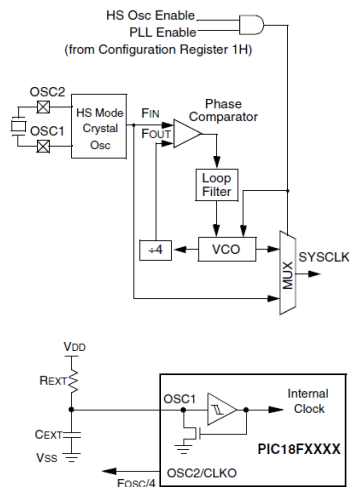 HS Osc Enable
PLL Enable
(from Configuration Register 1H)
OSC2
OSC1
HS Mode
Crystal
Osc
FIN
FOUT
Phase
Comparator
Loop
Filter
÷4
VCO
MUX
SYSCLK
VDD
REXT
OSC1
CEXT
VSS
Internal
Clock
PIC18FXXXX
FOSC/4
OSC2/CLKO